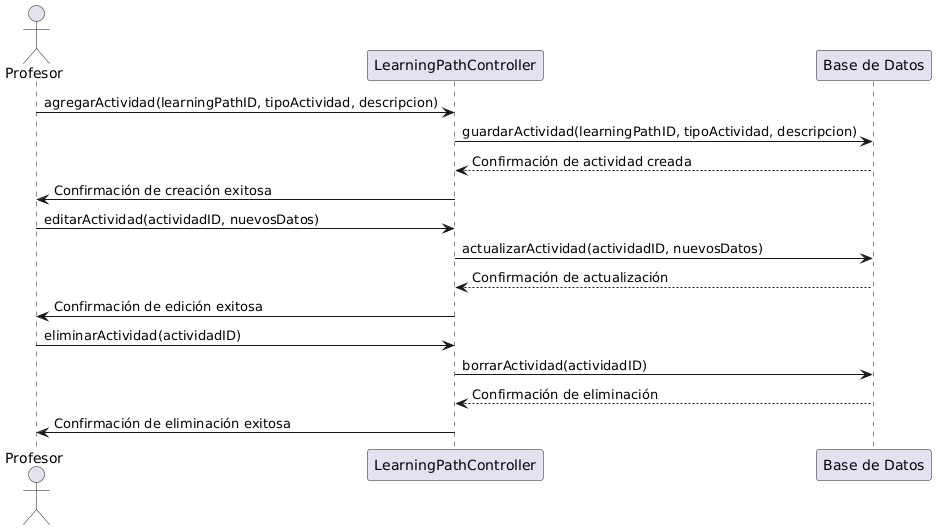 Profesor
LearningPathController
Base de Datos
agregarActividad(learningPathID, tipoActividad, descripcion)
guardarActividad(learningPathID, tipoActividad, descripcion)
Confirmación de actividad creada
Confirmación de creación exitosa
editarActividad(actividadID, nuevosDatos)
actualizarActividad(actividadID, nuevosDatos)
Confirmación de actualización
Confirmación de edición exitosa
eliminarActividad(actividadID)
borrarActividad(actividadID)
Confirmación de eliminación
Confirmación de eliminación exitosa
Profesor
LearningPathController
Base de Datos